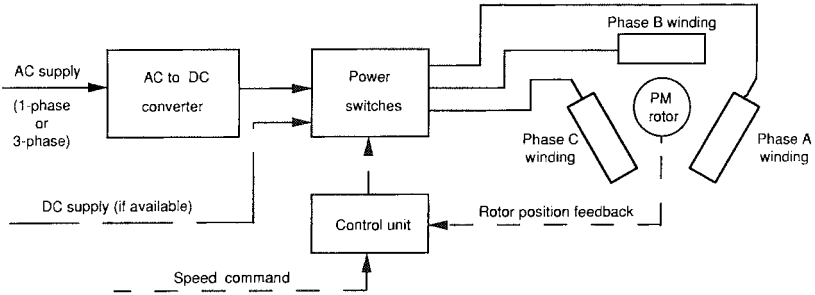 AC supply
(1-phase
or
3-phase)
AC to DC
converter
Power
switches
Phase B winding
PM
rotor
Phase C
winding
Phase A
winding
DC supply (if available)
Control unit
Rotor position feedback
Speed command